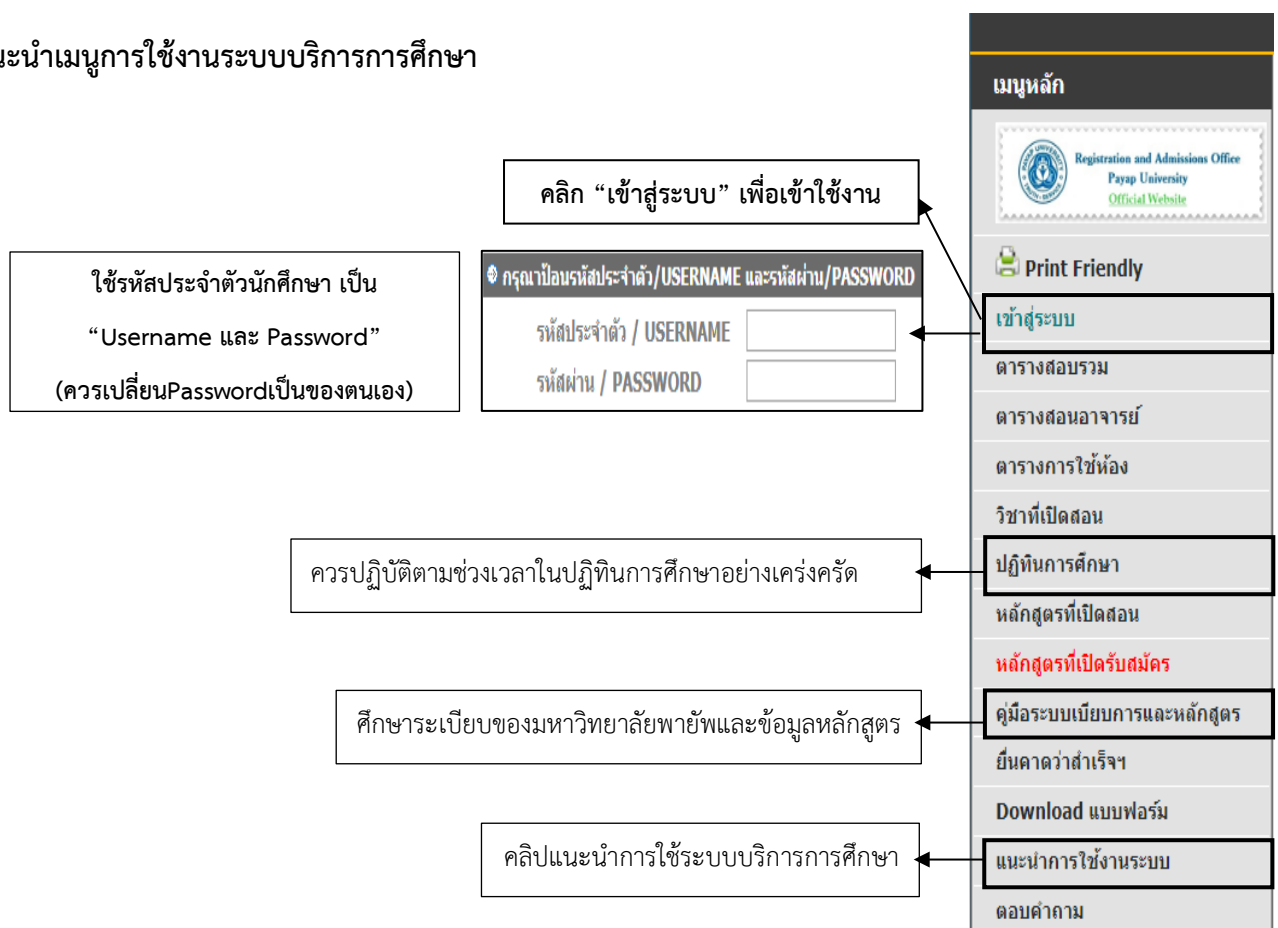 ะนำเมนูการใช้งานระบบบริการการศึกษา
เมนูหลัก
Registration and Admissions Office
Payap University
Official Website
คลิก “เข้าสู่ระบบ” เพื่อเข้าใช้งาน
ใช้รหัสประจำตัวนักศึกษา เป็น
“Username และ Password”
(ควรเปลี่ยนPasswordเป็นของตนเอง)
กรุณาป้อนรหัสประจำตัว/USERNAME และรหัสผ่าน/PASSWORD
รหัสประจำตัว / USERNAME
รหัสผ่าน / PASSWORD
Print Friendly
เข้าสู่ระบบ
ตารางสอบรวม
ตารางสอนอาจารย์
ตารางการใช้ห้อง
วิชาที่เปิดสอน
ควรปฏิบัติตามช่วงเวลาในปฏิทินการศึกษาอย่างเคร่งครัด
ปฏิทินการศึกษา
หลักสูตรที่เปิดสอน
หลักสูตรที่เปิดรับสมัคร
ศึกษาระเบียบของมหาวิทยาลัยพายัพและข้อมูลหลักสูตร
คู่มือระบบเบียบการและหลักสูตร
ยื่นคาดว่าสำเร็จฯ
Download แบบฟอร์ม
คลิปแนะนำการใช้ระบบบริการการศึกษา
แนะนำการใช้งานระบบ
ตอบคำถาม